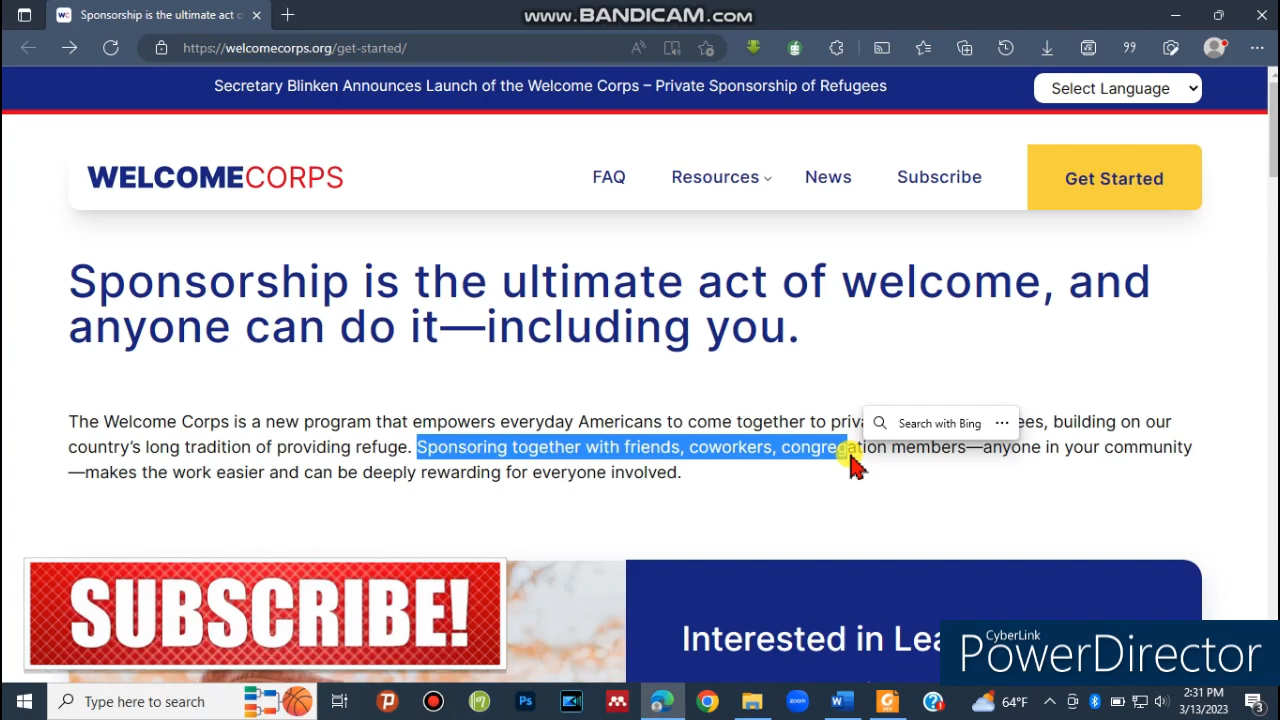 Sponsorship is the ultimate act o
www.BANDICAM.com
https://welcomecorps.org/get-started/
Secretary Blinken Announces Launch of the Welcome Corps – Private Sponsorship of Refugees
Select Language
WELCOMECORPS
FAQ
Resources
News
Subscribe
Get Started
Sponsorship is the ultimate act of welcome, and
anyone can do it—including you.
The Welcome Corps is a new program that empowers everyday Americans to come together to priva ees, building on our
Search with Bing
country's long tradition of providing refuge. Sponsoring together with friends, coworkers, congregation members—anyone in your community
—makes the work easier and can be deeply rewarding for everyone involved.
SUBSCRIBE!
Interested in Lea
CyberLink
PowerDirector
Type here to search
64°F
2:31 PM
3/13/2023